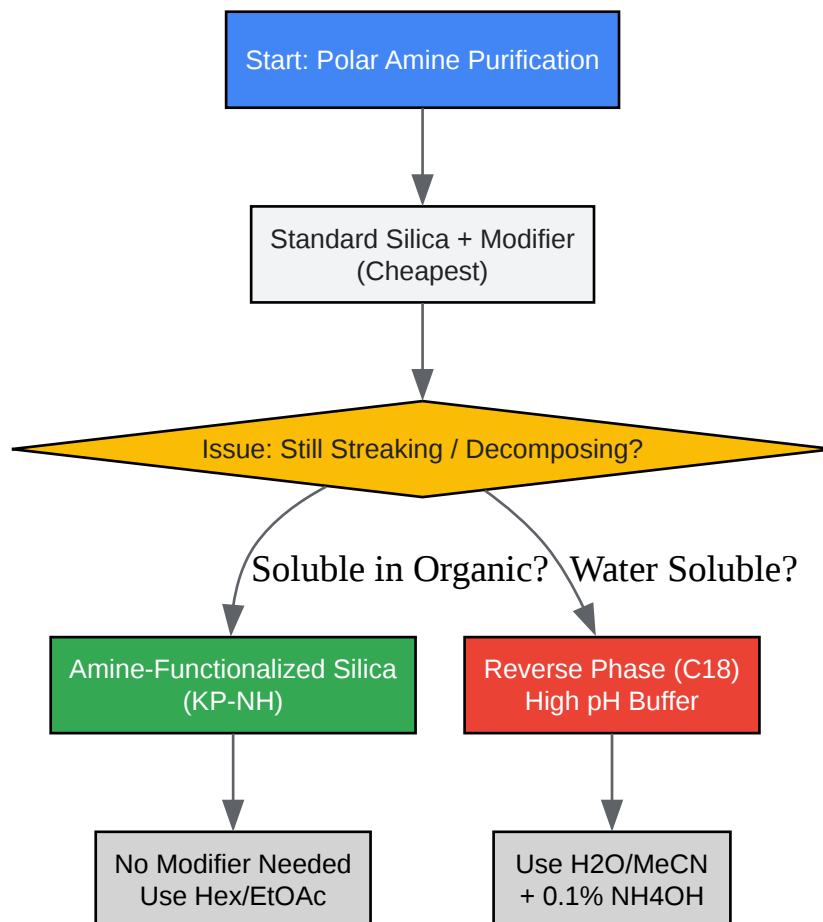 Start: Polar Amine Purification
Standard Silica + Modifier
(Cheapest)
Issue: Still Streaking / Decomposing?
Soluble in Organic?
Water Soluble?
Amine-Functionalized Silica
(KP-NH)
Reverse Phase (C18)
High pH Buffer
No Modifier Needed
Use Hex/EtOAc
Use H2O/MeCN
+ 0.1% NH4OH